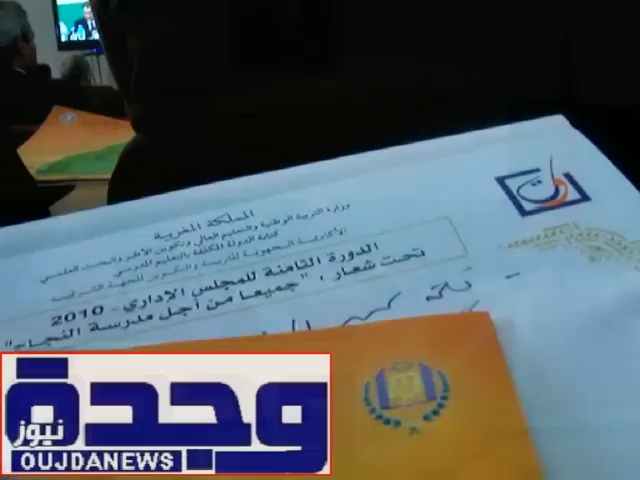 المملكة المغربية
وزارة التربية الوطنية والتعليم العالي وتكوين الأطر والبحث العلمي
كتابة الدولة المكلفة بالتعليم المدرسي
الأكاديمية الجهوية للتربية والتكوين للجهة الشرقية
الدورة الثامنة للمجلس الإداري - 2010
تحت شعار : "جميعا من أجل مدرسة النجاح"
وجدة
نيوز
OUJDANEWS